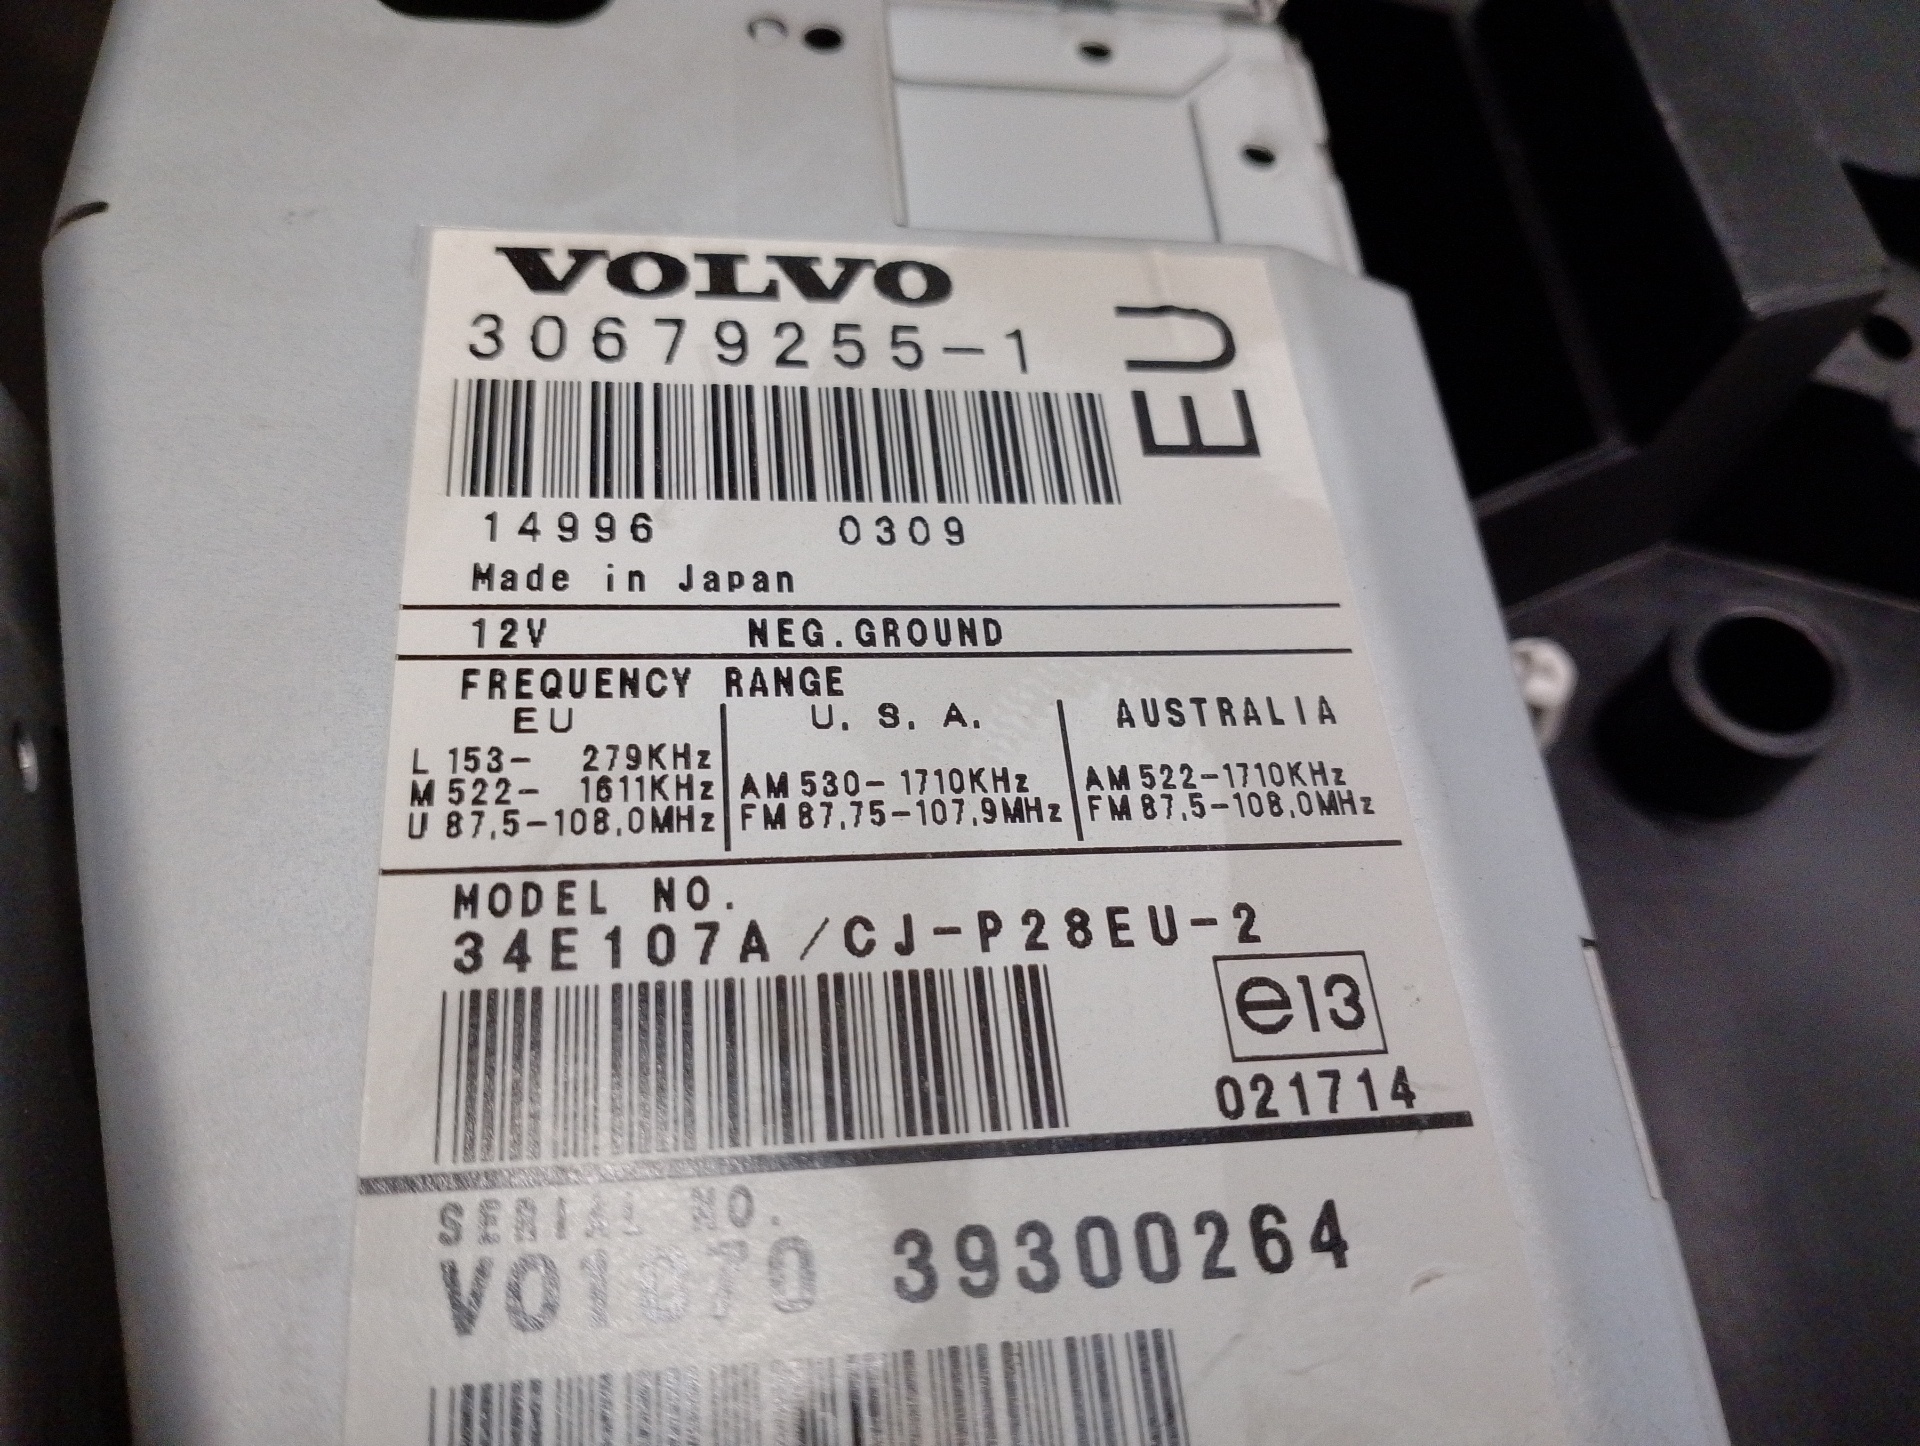 VOLVO
30679255-1
EU
14996 0309
Made in Japan
12V NEG.GROUND
FREQUENCY RANGE
EU U.S.A. AUSTRALIA
L 153- 279KHz
M 522- 1611KHz AM 530-1710KHz AM 522-1710KHz
U 87.5-108.0MHz FM 87.75-107.9MHz FM 87.5-108.0MHz
MODEL NO.
34E107A/CJ-P28EU-2
e13
021714
SERIAL NO.
39300264